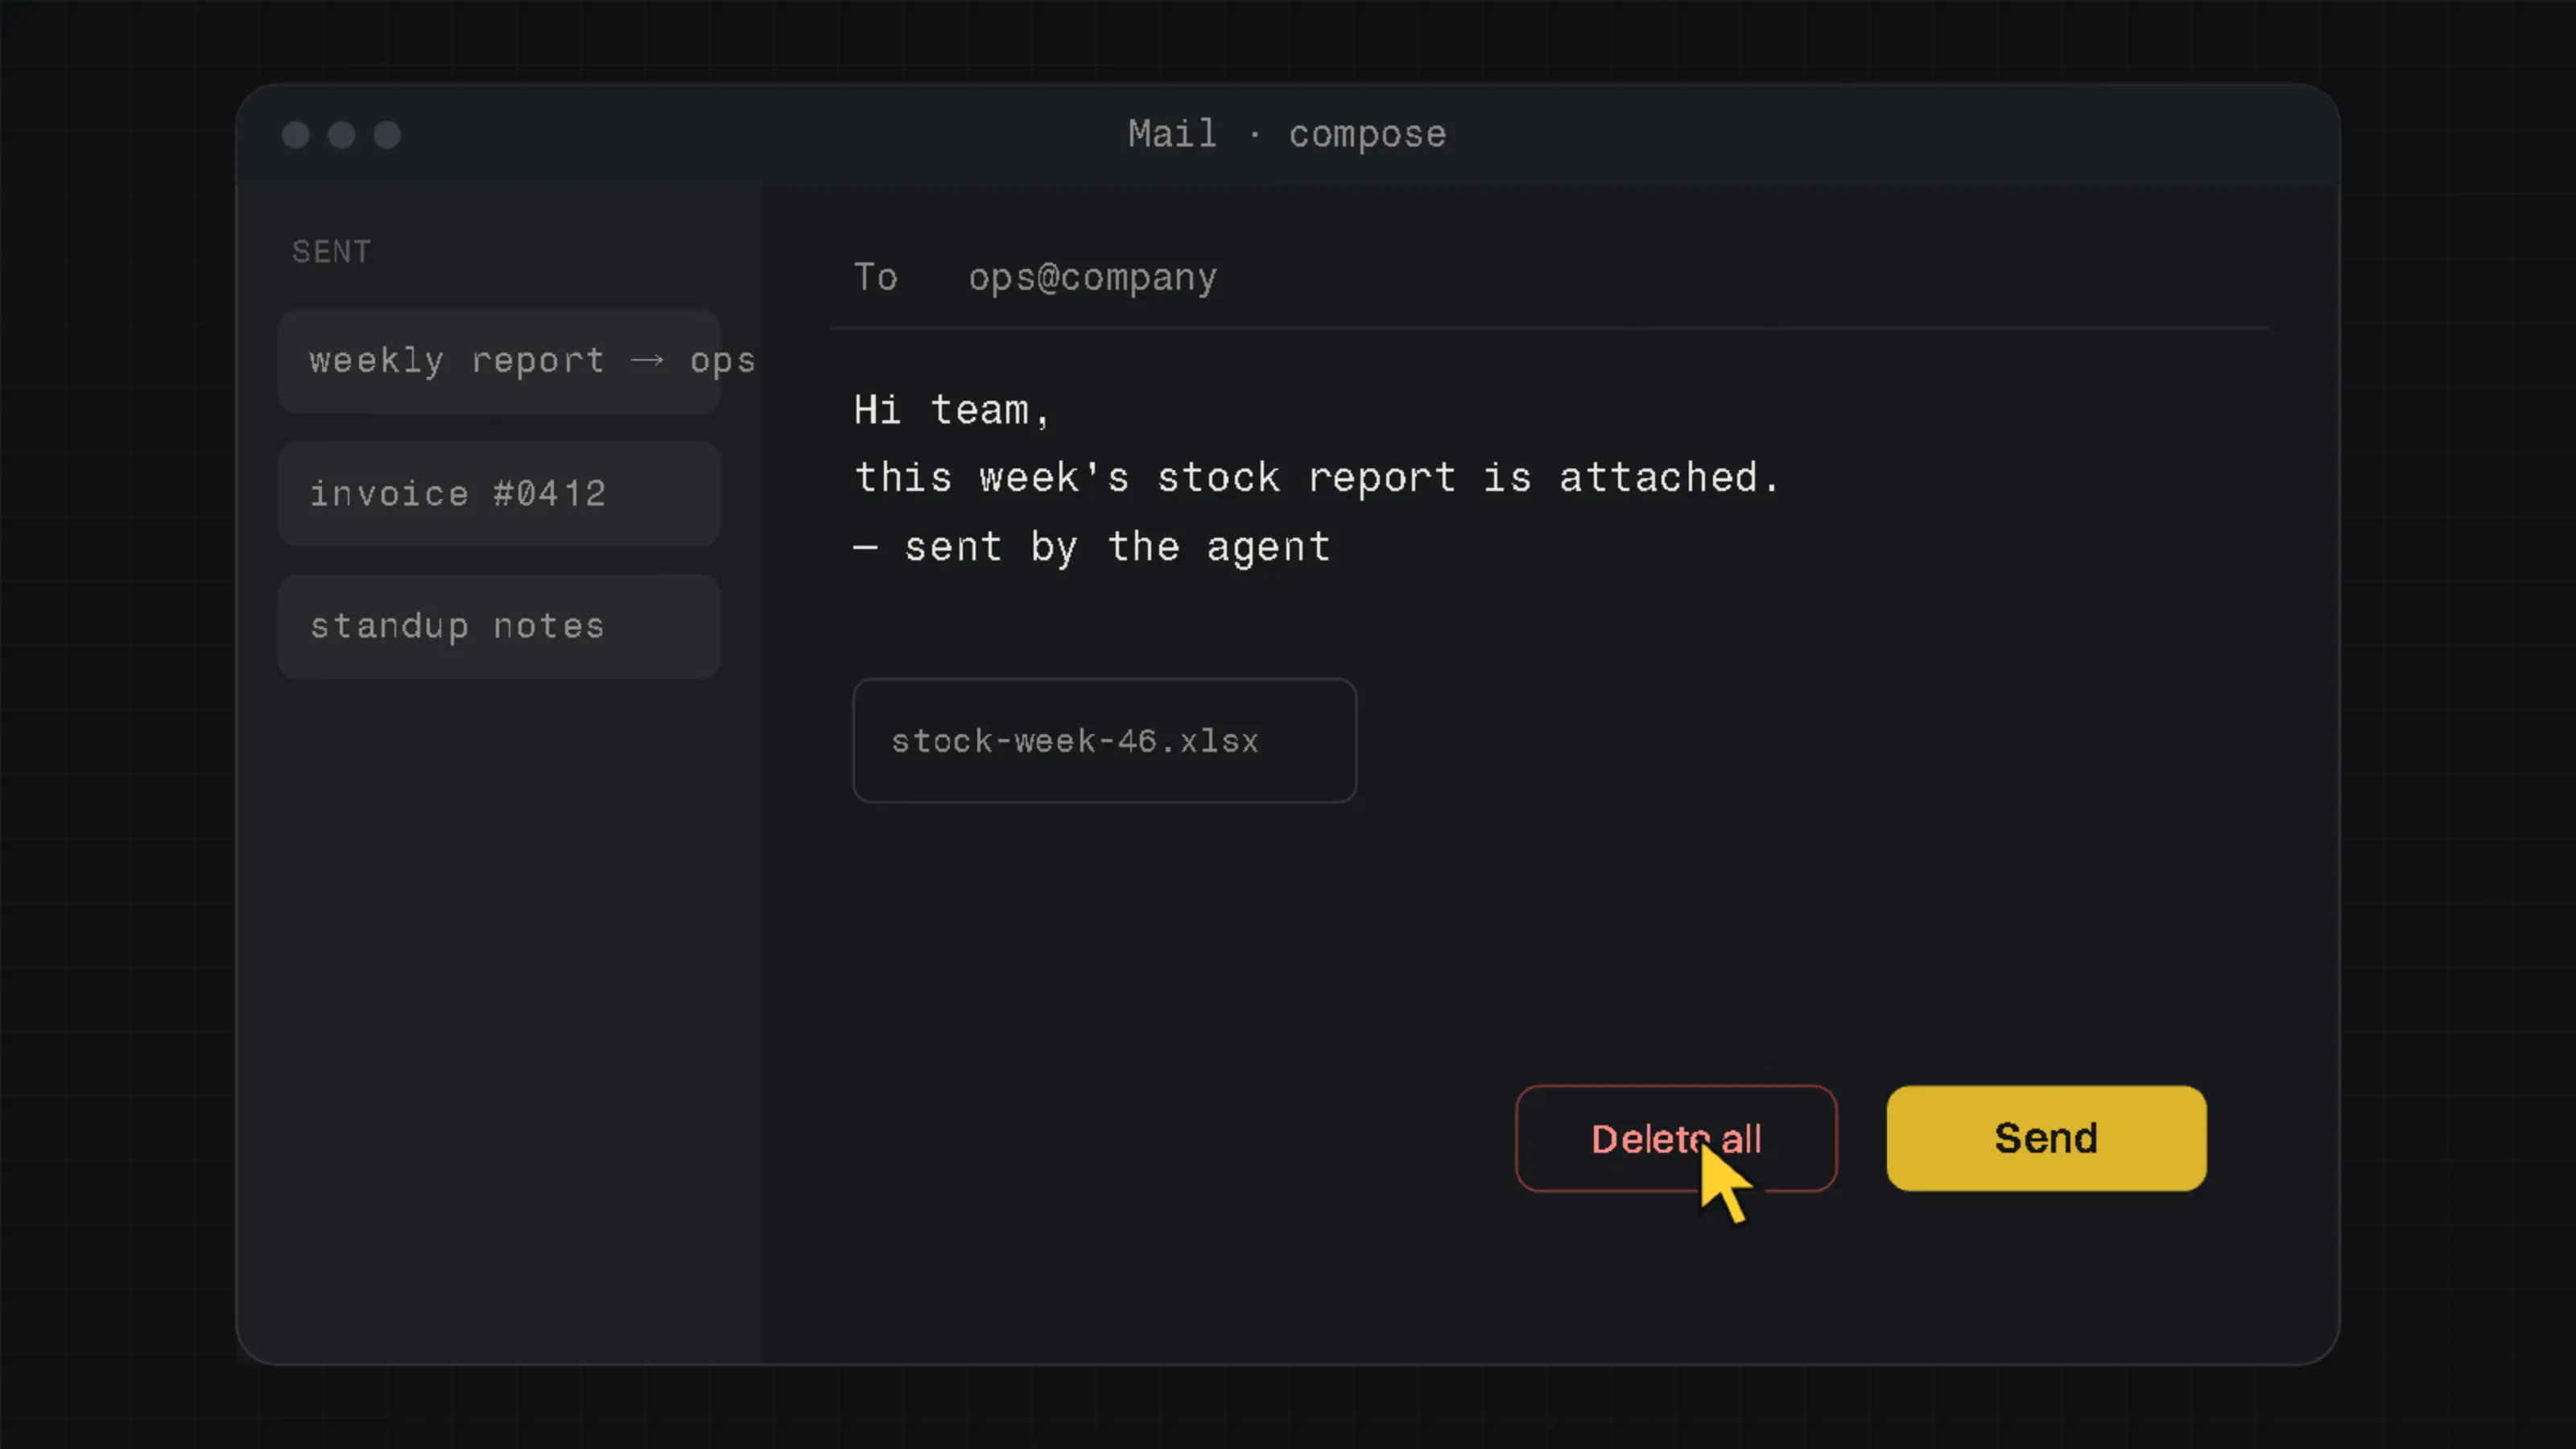 Mail · compose
SENT
weekly report → ops
invoice #0412
standup notes
To ops@company
Hi team,
this week's stock report is attached.
— sent by the agent
stock-week-46.xlsx
Delete all
Send